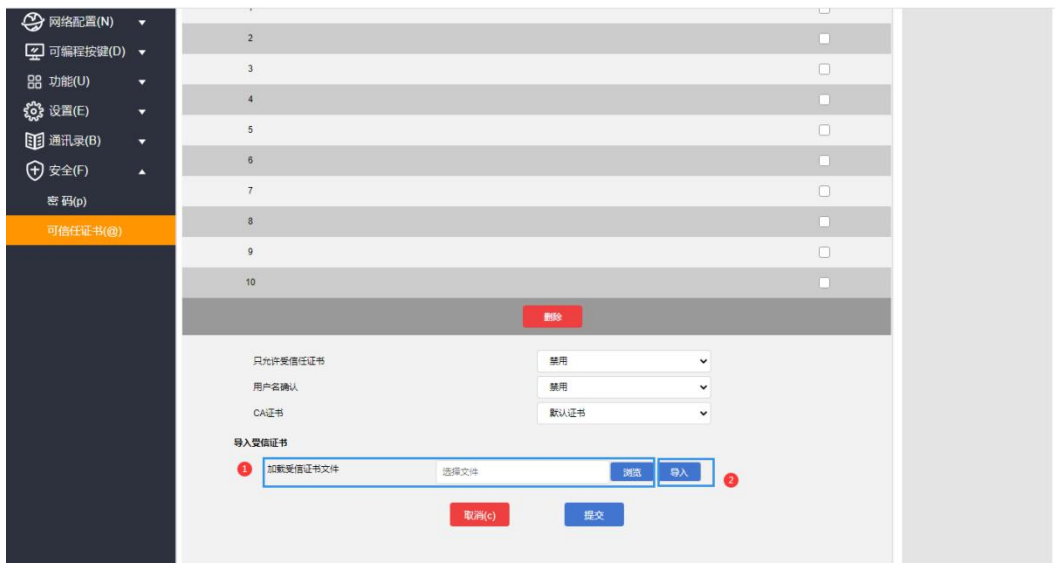 网络配置(N)
可编程按键(D)
功能(U)
设置(E)
通讯录(B)
安全(F)
密 码(p)
可信任证书(@)
2
3
4
5
6
7
8
9
10
删除
只允许受信任证书 禁用
用户名确认 禁用
CA证书 默认证书
导入受信证书
1 加载受信证书文件 选择文件 浏览 导入 2
取消(c) 提交